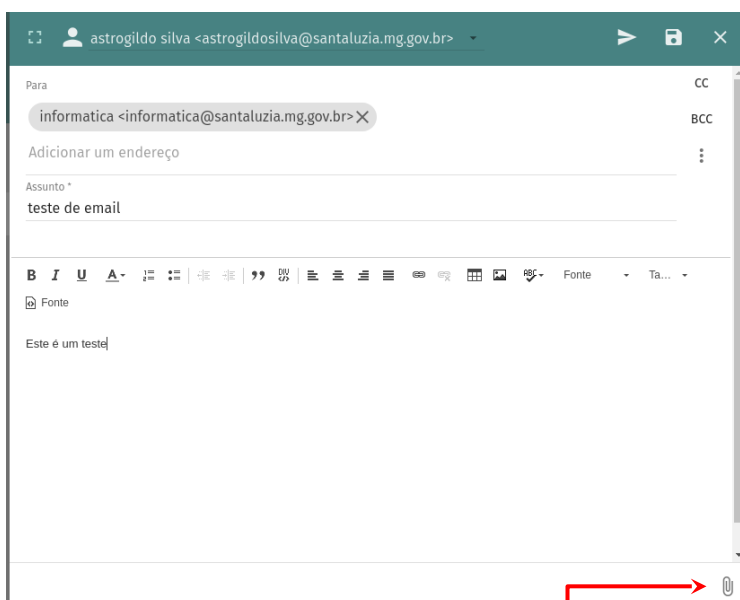 astrogildo silva <astrogildosilva@santaluzia.mg.gov.br>
Para
CC
informatica <informatica@santaluzia.mg.gov.br>
BCC
Adicionar um endereço
Assunto *
teste de email
B I U A Fonte Ta...
Fonte
Este é um teste